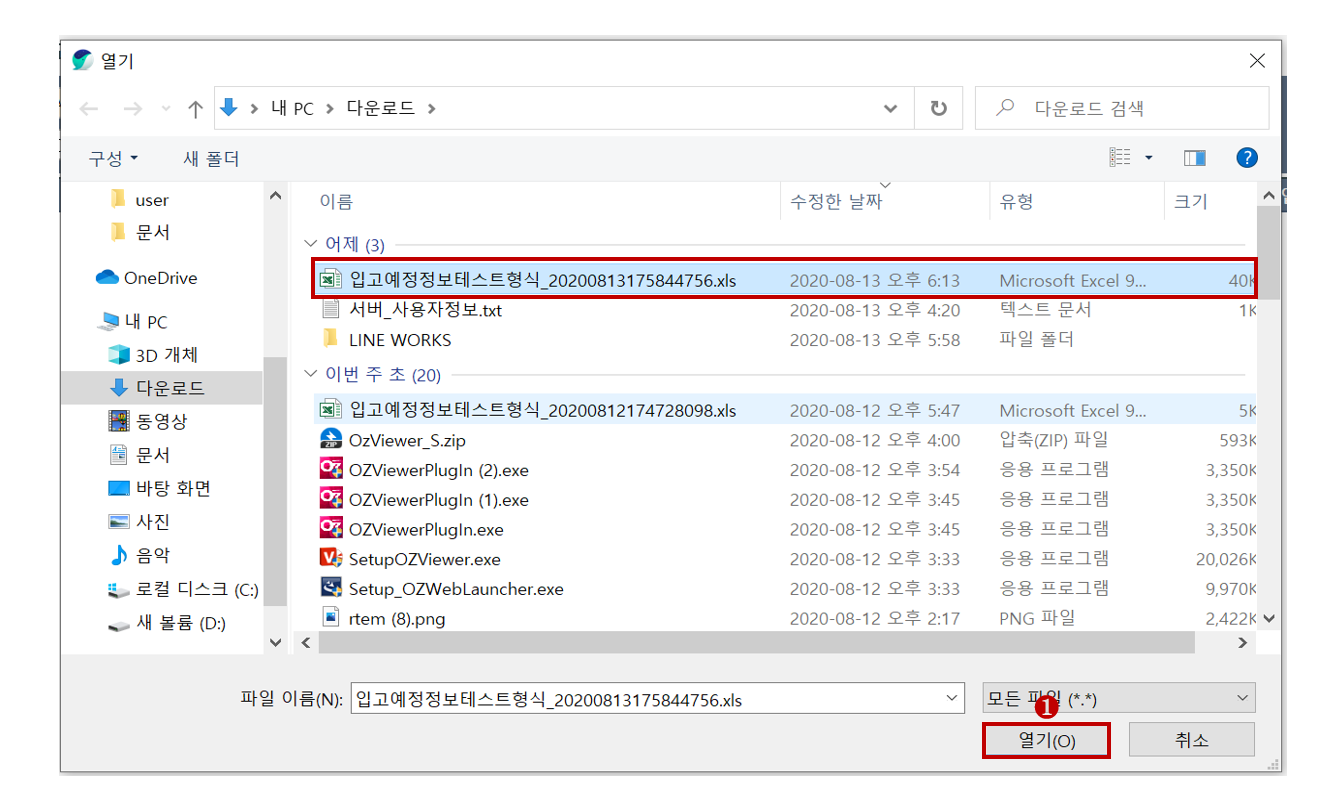 열기
내 PC > 다운로드 >
다운로드 검색
구성
새 폴더
user
문서
OneDrive
내 PC
3D 개체
다운로드
동영상
문서
바탕 화면
사진
음악
로컬 디스크 (C:)
새 볼륨 (D:)
이름 수정한 날짜 유형 크기
어제 (3)
입고예정정보테스트형식_20200813175844756.xls 2020-08-13 오후 6:13 Microsoft Excel 9... 40K
서버_사용자정보.txt 2020-08-13 오후 4:20 텍스트 문서 1K
LINE WORKS 2020-08-13 오후 5:58 파일 폴더
이번 주 초 (20)
입고예정정보테스트형식_20200812174728098.xls 2020-08-12 오후 5:47 Microsoft Excel 9... 5K
OzViewer_S.zip 2020-08-12 오후 4:00 압축(ZIP) 파일 593K
OZViewerPlugIn (2).exe 2020-08-12 오후 3:54 응용 프로그램 3,350K
OZViewerPlugIn (1).exe 2020-08-12 오후 3:45 응용 프로그램 3,350K
OZViewerPlugIn.exe 2020-08-12 오후 3:45 응용 프로그램 3,350K
SetupOZViewer.exe 2020-08-12 오후 3:33 응용 프로그램 20,026K
Setup_OZWebLauncher.exe 2020-08-12 오후 3:33 응용 프로그램 9,970K
rtem (8).png 2020-08-12 오후 2:17 PNG 파일 2,422K
파일 이름(N): 입고예정정보테스트형식_20200813175844756.xls
모든 파일 (*.*)
1
열기(O)
취소